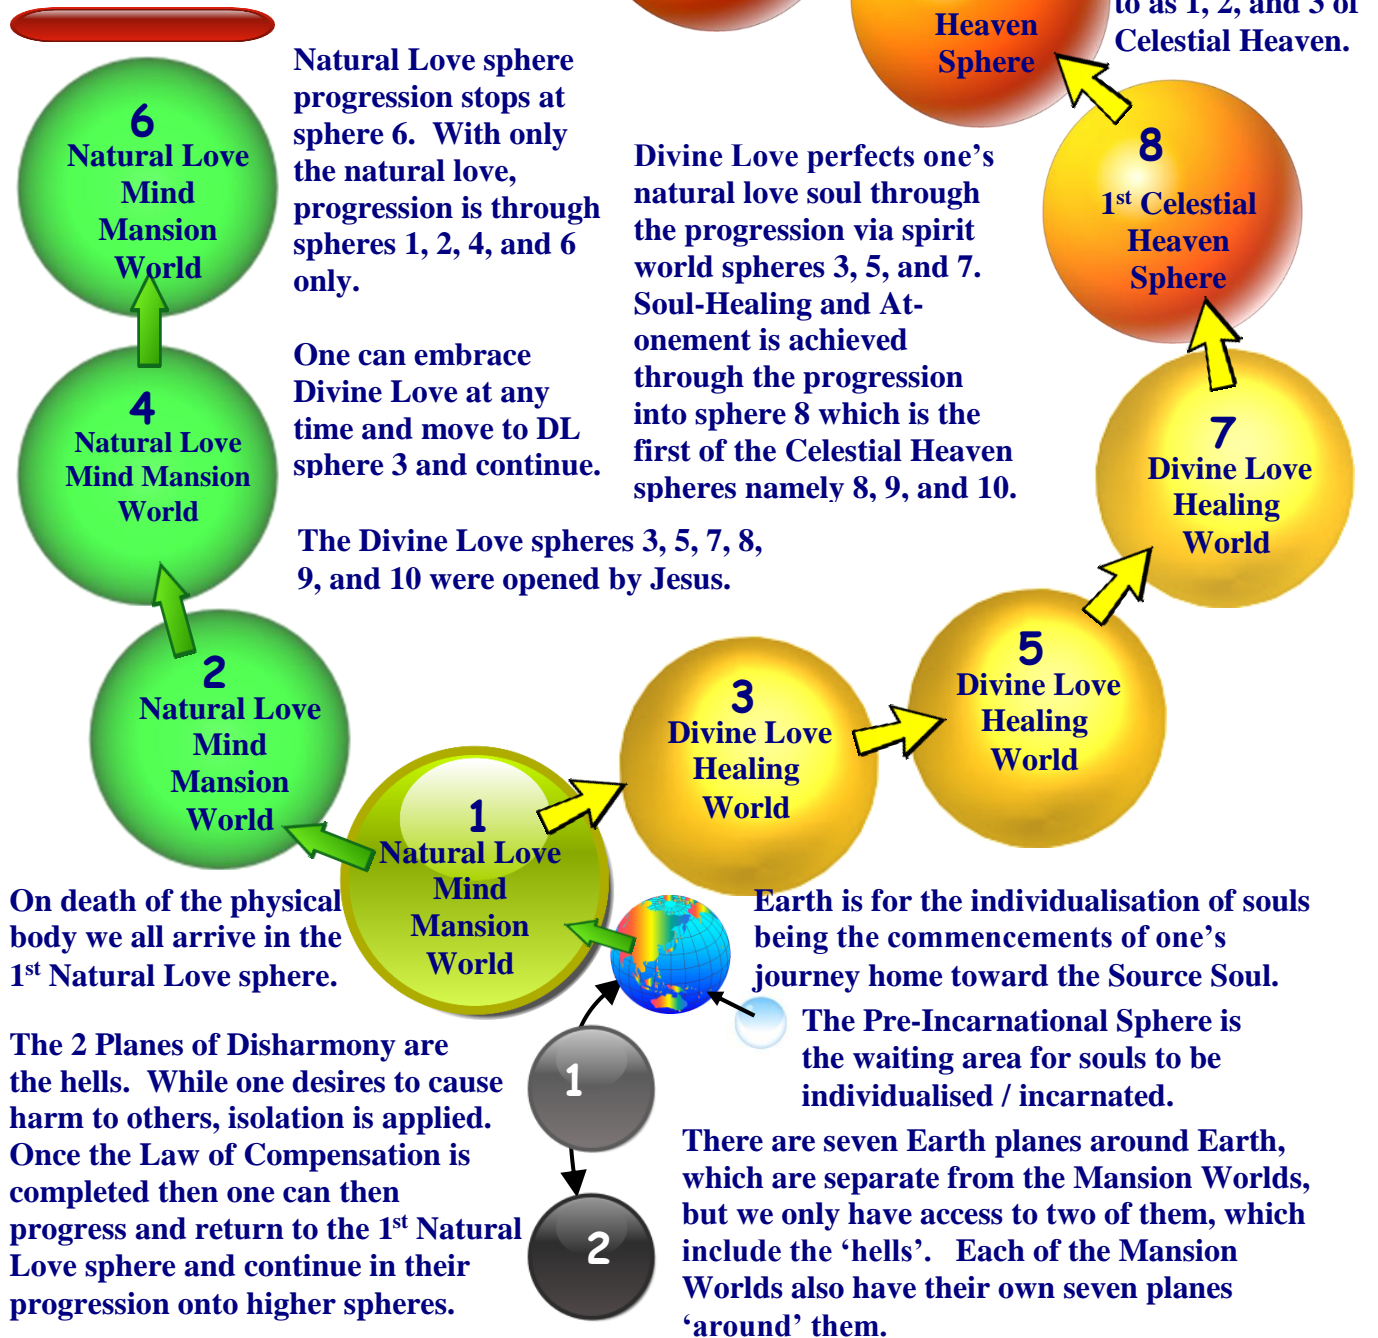 to as 1, 2, and 3 of
Celestial Heaven.
Heaven
Sphere
Natural Love sphere
progression stops at
sphere 6.  With only
the natural love,
progression is through
spheres 1, 2, 4, and 6
only.
One can embrace
Divine Love at any
time and move to DL
sphere 3 and continue.
6
Natural Love
Mind
Mansion
World
Divine Love perfects one’s
natural love soul through
the progression via spirit
world spheres 3, 5, and 7.
Soul-Healing and At-
onement is achieved
through the progression
into sphere 8 which is the
first of the Celestial Heaven
spheres namely 8, 9, and 10.
8
1st Celestial
Heaven
Sphere
4
Natural Love
Mind Mansion
World
7
Divine Love
Healing
World
The Divine Love spheres 3, 5, 7, 8,
9, and 10 were opened by Jesus.
2
Natural Love
Mind
Mansion
World
3
Divine Love
Healing
World
5
Divine Love
Healing
World
1
Natural Love
Mind
Mansion
World
On death of the physical
body we all arrive in the
1st Natural Love sphere.
Earth is for the individualisation of souls
being the commencements of one’s
journey home toward the Source Soul.
The Pre-Incarnational Sphere is
the waiting area for souls to be
individualised / incarnated.
The 2 Planes of Disharmony are
the hells.  While one desires to cause
harm to others, isolation is applied.
Once the Law of Compensation is
completed then one can then
progress and return to the 1st Natural
Love sphere and continue in their
progression onto higher spheres.
1
2
There are seven Earth planes around Earth,
which are separate from the Mansion Worlds,
but we only have access to two of them, which
include the ‘hells’.   Each of the Mansion
Worlds also have their own seven planes
‘around’ them.